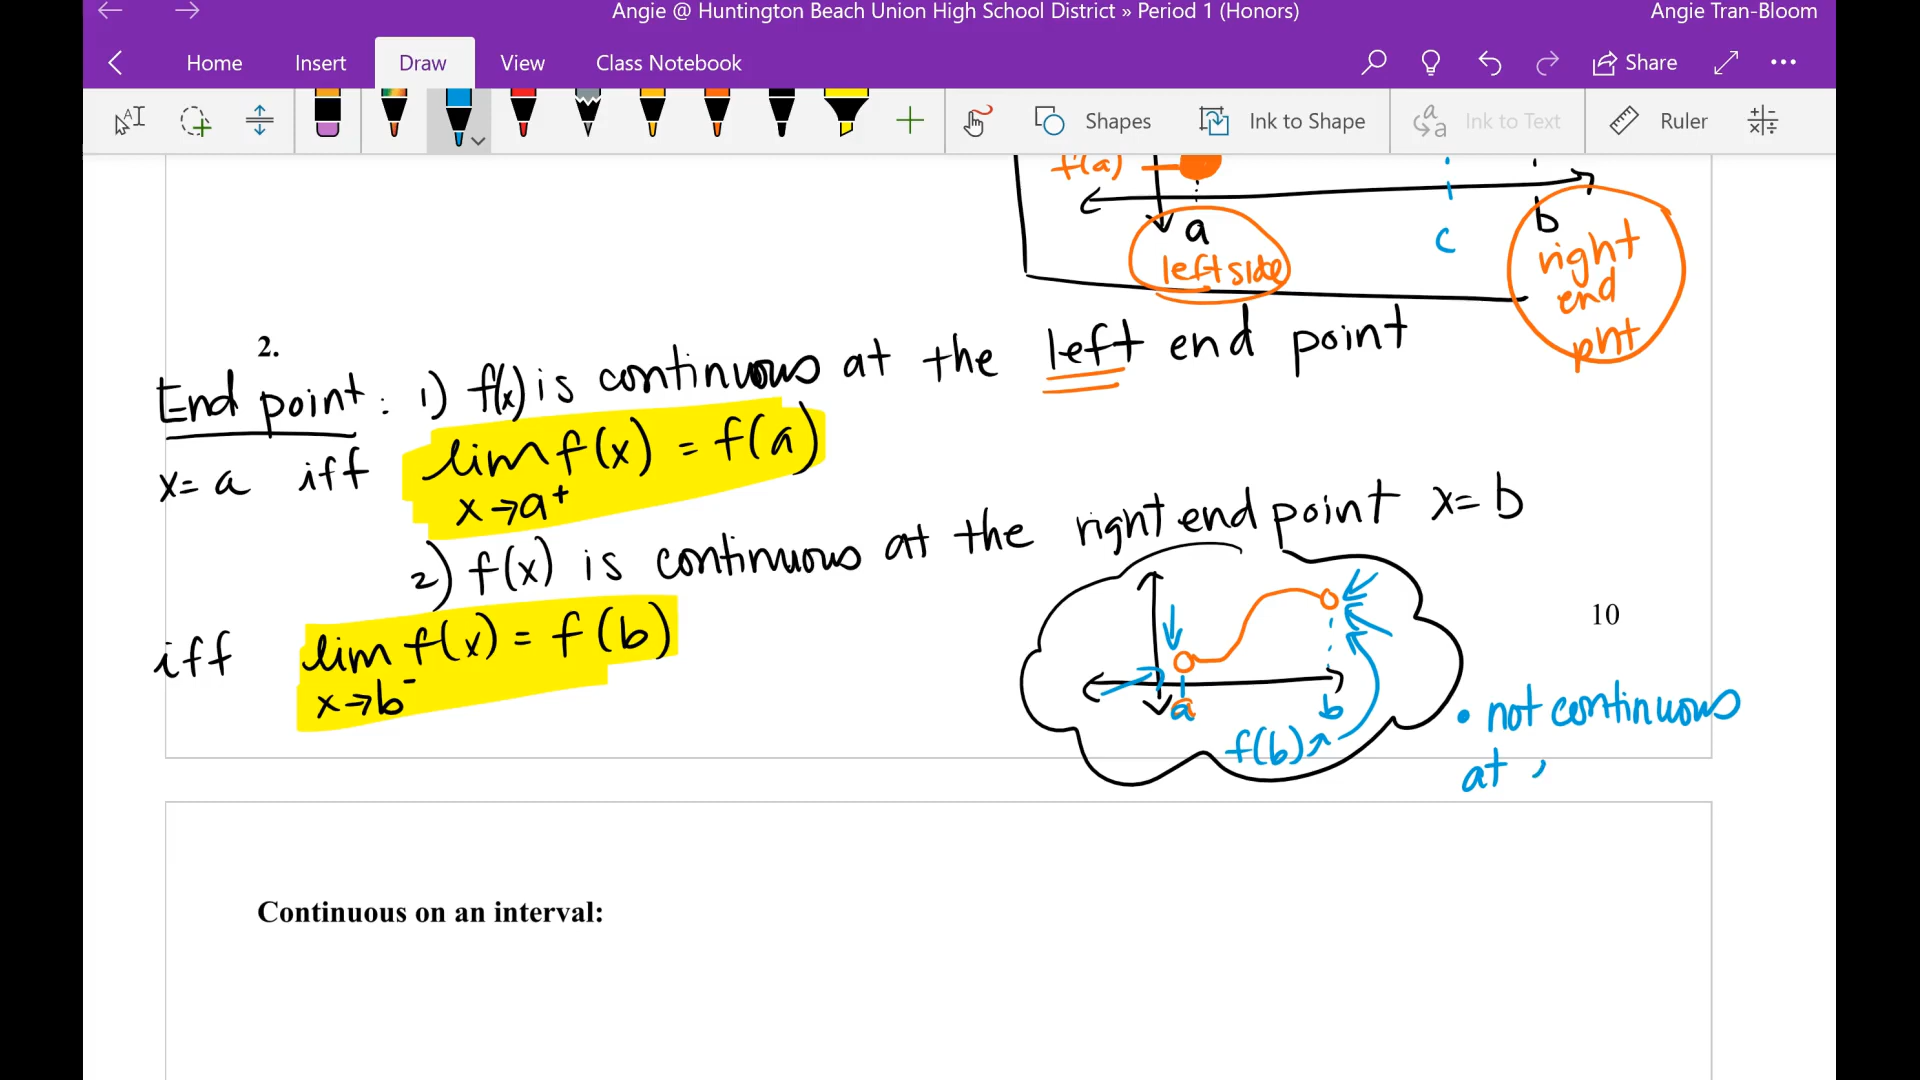 Angie @ Huntington Beach Union High School District » Period 1 (Honors)
Angie Tran-Bloom
Home Insert Draw View Class Notebook Share
Shapes Ink to Shape Ink to Text Ruler
f(a)
a
left side
c
b
right
end
pnt
2.
End point: 1) f(x) is continuous at the left end point
x=a iff lim f(x) = f(a)
x→a⁺
2) f(x) is continuous at the right end point x=b
iff lim f(x) = f(b)
x→b⁻
a
b
f(b)
10
• not continuous
at
Continuous on an interval: